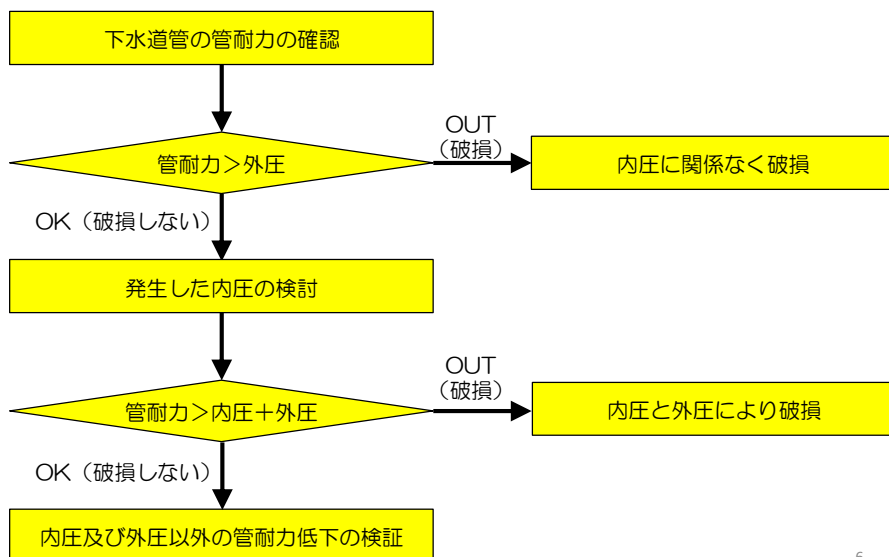 下水道管の管耐力の確認
管耐力＞外圧
OUT
（破損）
内圧に関係なく破損
OK（破損しない）
発生した内圧の検討
管耐力＞内圧＋外圧
OUT
（破損）
内圧と外圧により破損
OK（破損しない）
内圧及び外圧以外の管耐力低下の検証
6